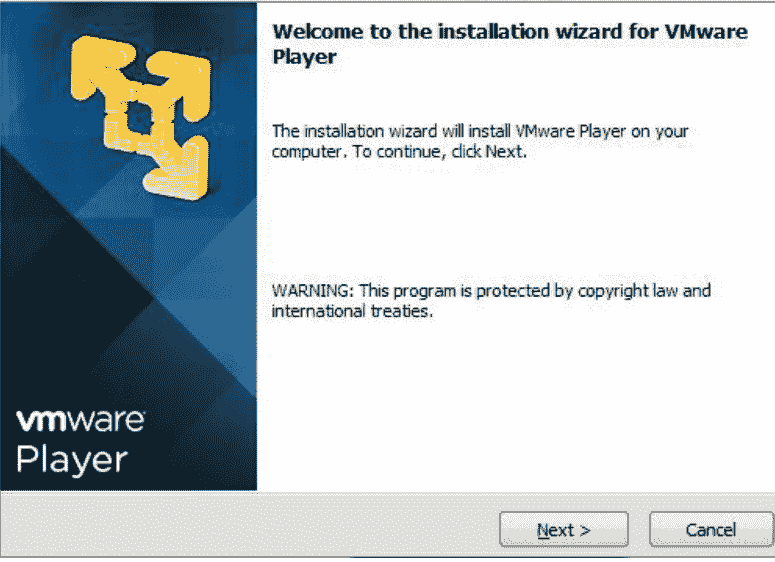 Welcome to the installation wizard for VMware
Player
The installation wizard will install VMware Player on your
computer. To continue, click Next.
WARNING: This program is protected by copyright law and
international treaties.
vmware
Player
Next >
Cancel